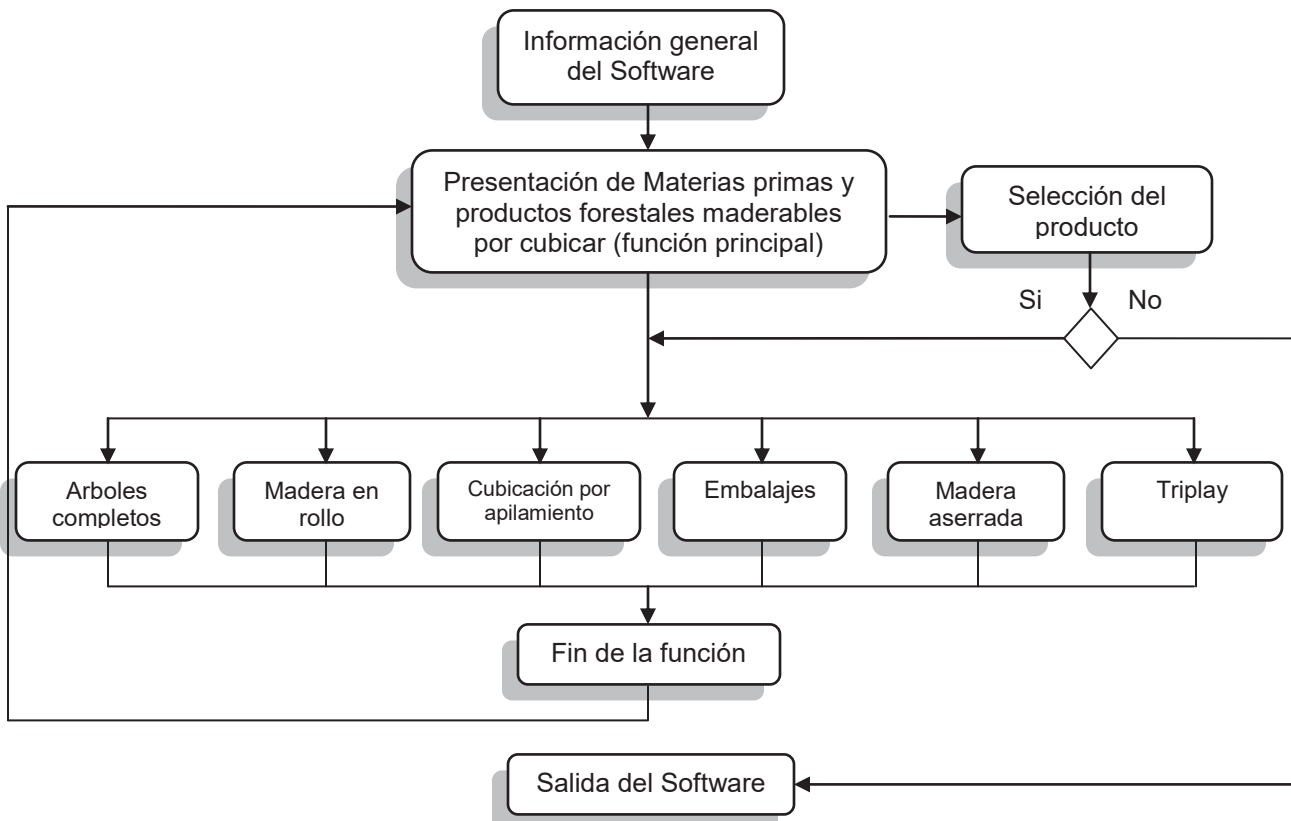 Información general
del Software
Presentación de Materias primas y
productos forestales maderables
por cubicar (función principal)
Selección del
producto
Si
No
Arboles
completos
Madera en
rollo
Cubicación por
apilamiento
Embalajes
Madera
aserrada
Triplay
Fin de la función
Salida del Software